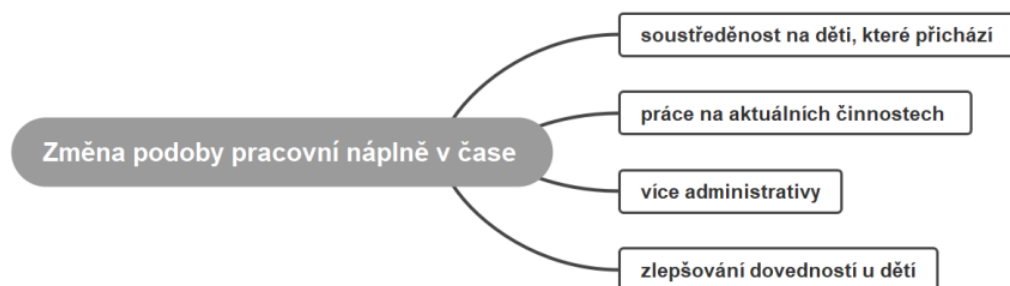 soustředěnost na děti, které přichází
práce na aktuálních činnostech
Změna podoby pracovní náplně v čase
více administrativy
zlepšování dovedností u dětí